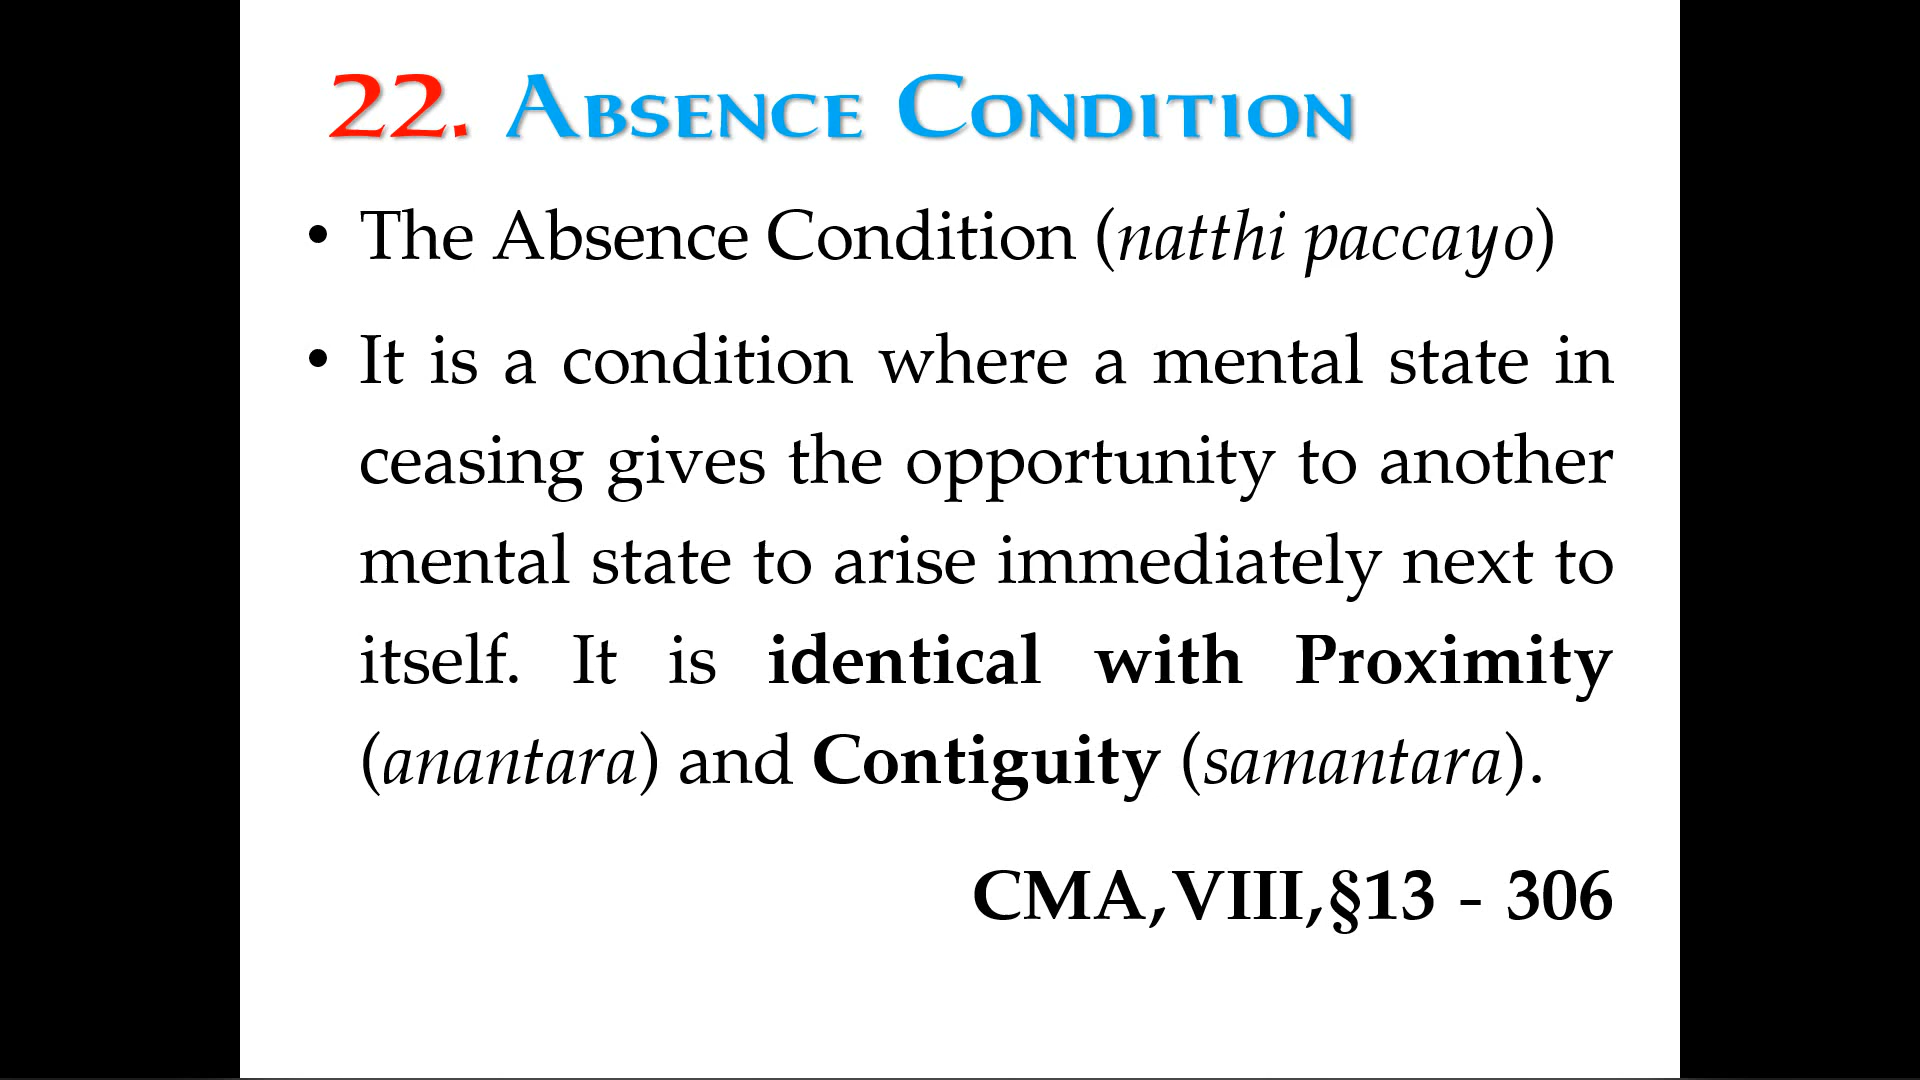 22. Absence Condition
• The Absence Condition (natthi paccayo)
• It is a condition where a mental state in
ceasing gives the opportunity to another
mental state to arise immediately next to
itself. It is identical with Proximity
(anantara) and Contiguity (samantara).
CMA,VIII,§13 - 306